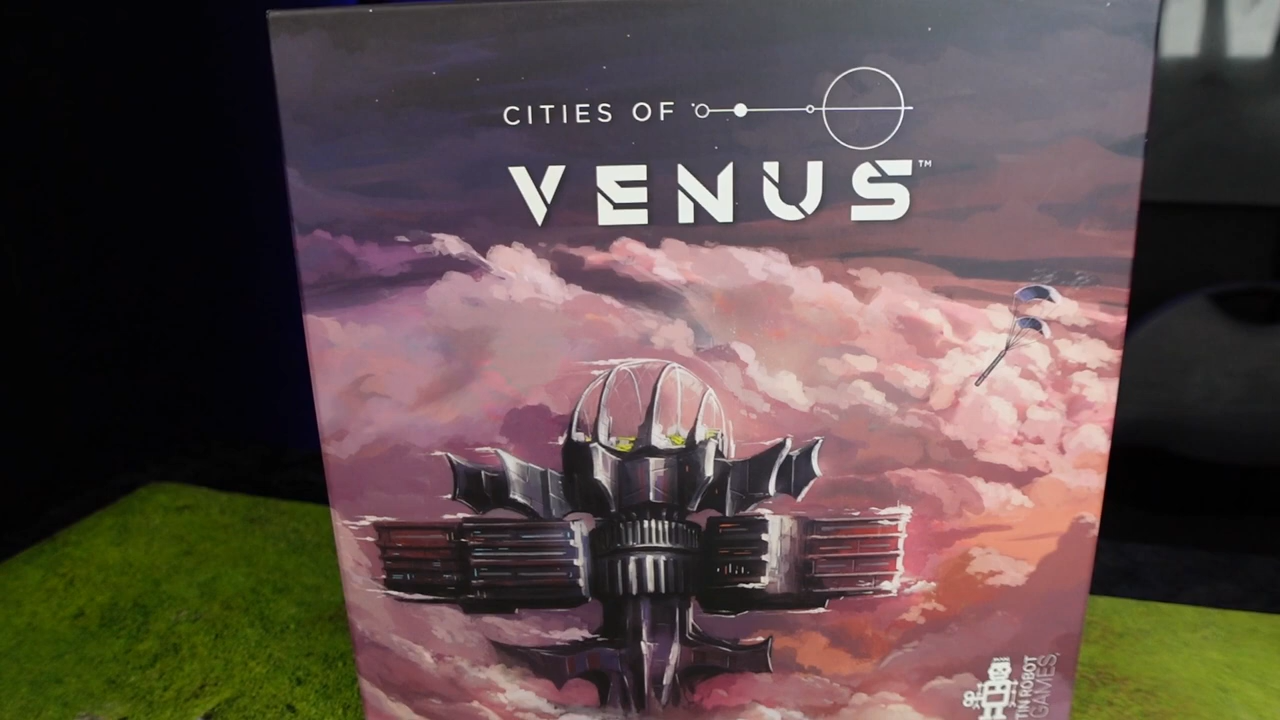 CITIES OF
VENUS™
TIN ROBOT
GAMES